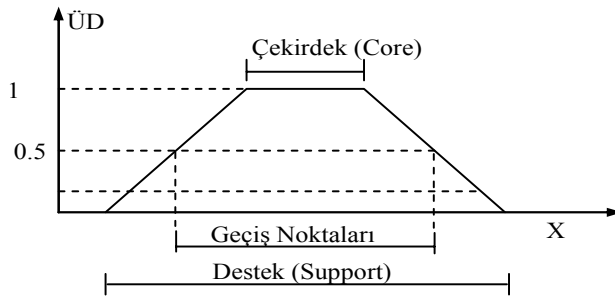 ÜD
Çekirdek (Core)
1
0.5
X
Geçiş Noktaları
Destek (Support)